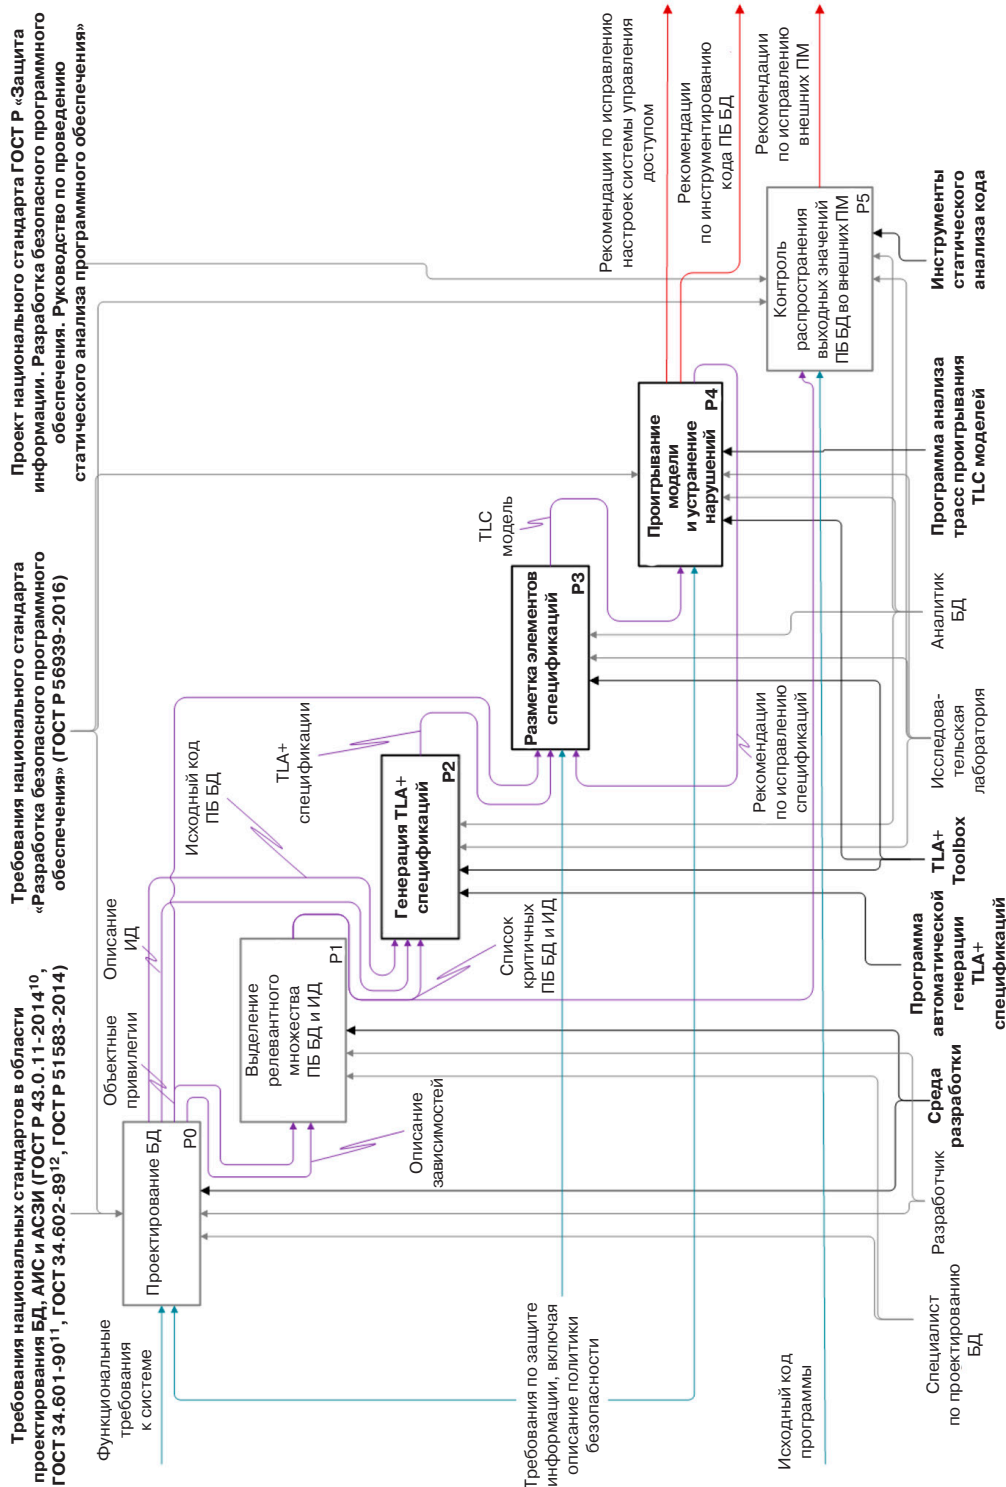 Требования национальных стандартов в области
проектирования БД, АИС и АСЗИ (ГОСТ Р 43.0.11-2014¹⁰,
ГОСТ 34.601-90¹¹, ГОСТ 34.602-89¹², ГОСТ Р 51583-2014)
Требования национального стандарта
«Разработка безопасного программного
обеспечения» (ГОСТ Р 56939-2016)
Проект национального стандарта ГОСТ Р «Защита
информации. Разработка безопасного программного
обеспечения. Руководство по проведению
статического анализа программного обеспечения»
Функциональные
требования
к системе
Проектирование БД
P0
Объектные
привилегии
Описание
ИД
Исходный код
ПБ БД
Описание
зависимостей
Выделение
релевантного
множества
ПБ БД и ИД
P1
Список
критичных
ПБ БД и ИД
TLA+
спецификации
Генерация TLA+
спецификаций
P2
Разметка элементов
спецификаций
P3
TLC
модель
Рекомендации
по исправлению
спецификаций
Проигрывание
модели
и устранение
нарушений
P4
Контроль
распространения
выходных значений
ПБ БД во внешних ПМ
P5
Рекомендации по исправлению
настроек системы управления
доступом
Рекомендации
по инструментированию
кода ПБ БД
Рекомендации
по исправлению
внешних ПМ
Требования по защите
информации, включая
описание политики
безопасности
Исходный код
программы
Специалист
по проектированию
БД
Разработчик
Среда
разработки
Программа
автоматической
генерации
TLA+
спецификаций
TLA+
Toolbox
Исследова-
тельская
лаборатория
Аналитик
БД
Программа анализа
трасс проигрывания
TLC моделей
Инструменты
статического
анализа кода